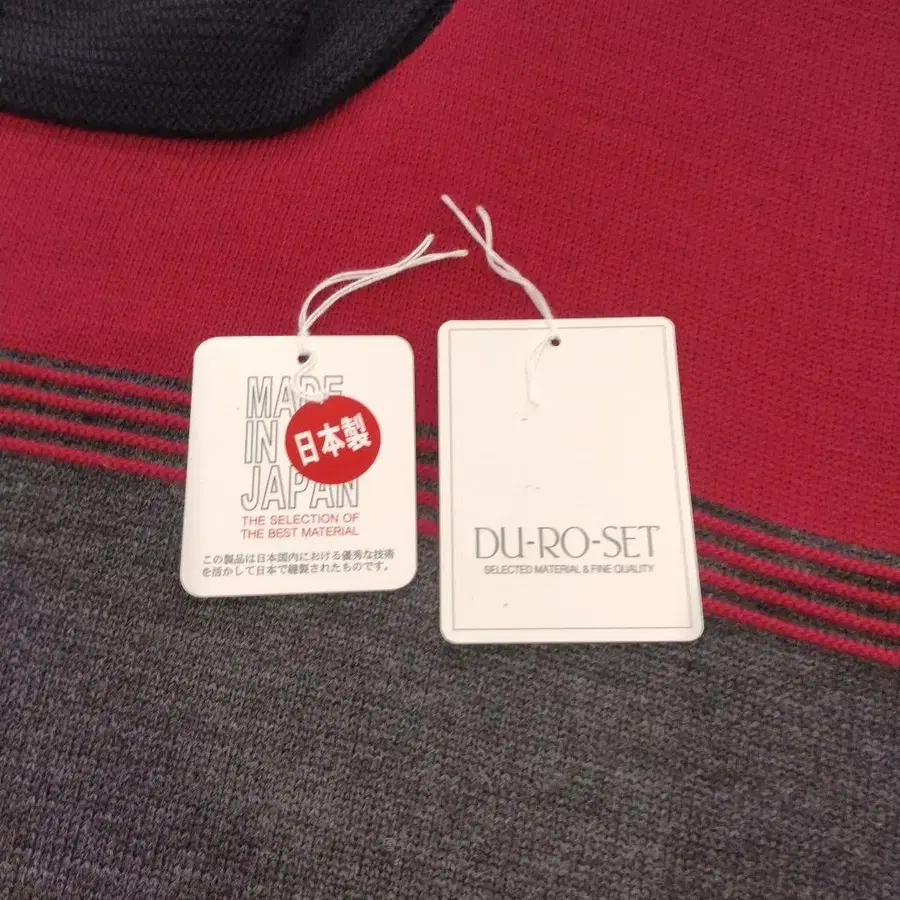 MADE
IN
JAPAN
日本製
THE SELECTION OF
THE BEST MATERIAL
この製品は日本国内における優秀な技術
を活かして日本で縫製されたものです。
DU-RO-SET
SELECTED MATERIAL & FINE QUALITY